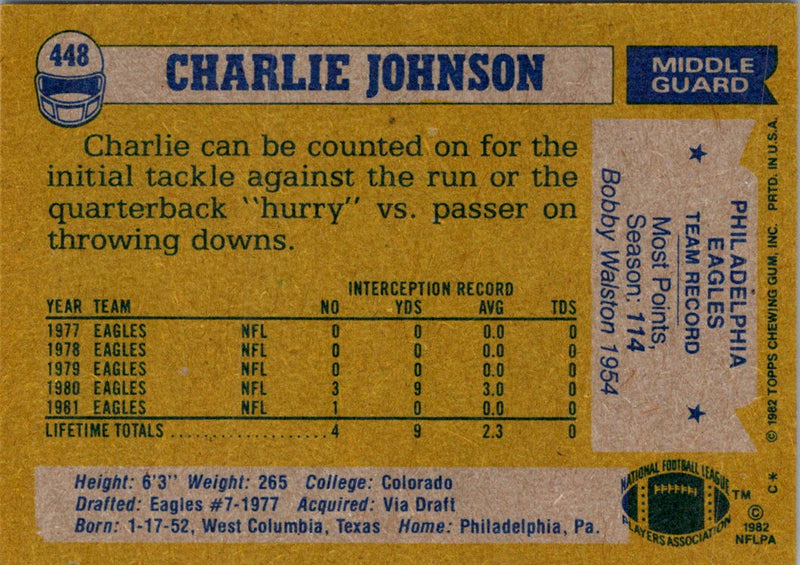 448
CHARLIE JOHNSON
MIDDLE
GUARD
Charlie can be counted on for the
initial tackle against the run or the
quarterback "hurry" vs. passer on
throwing downs.
INTERCEPTION RECORD
YEAR TEAM NO YDS AVG TDS
1977 EAGLES NFL 0 0 0.0 0
1978 EAGLES NFL 0 0 0.0 0
1979 EAGLES NFL 0 0 0.0 0
1980 EAGLES NFL 3 9 3.0 0
1981 EAGLES NFL 1 0 0.0 0
LIFETIME TOTALS .................. 4 9 2.3 0
Height: 6'3" Weight: 265 College: Colorado
Drafted: Eagles #7-1977 Acquired: Via Draft
Born: 1-17-52, West Columbia, Texas Home: Philadelphia, Pa.
PHILADELPHIA
EAGLES
TEAM RECORD
Most Points,
Season: 114
Bobby Walston 1954
© 1982 TOPPS CHEWING GUM, INC. PRTD. IN U.S.A.
C*
NATIONAL FOOTBALL LEAGUE
PLAYERS ASSOCIATION
TM
©
1982
NFLPA